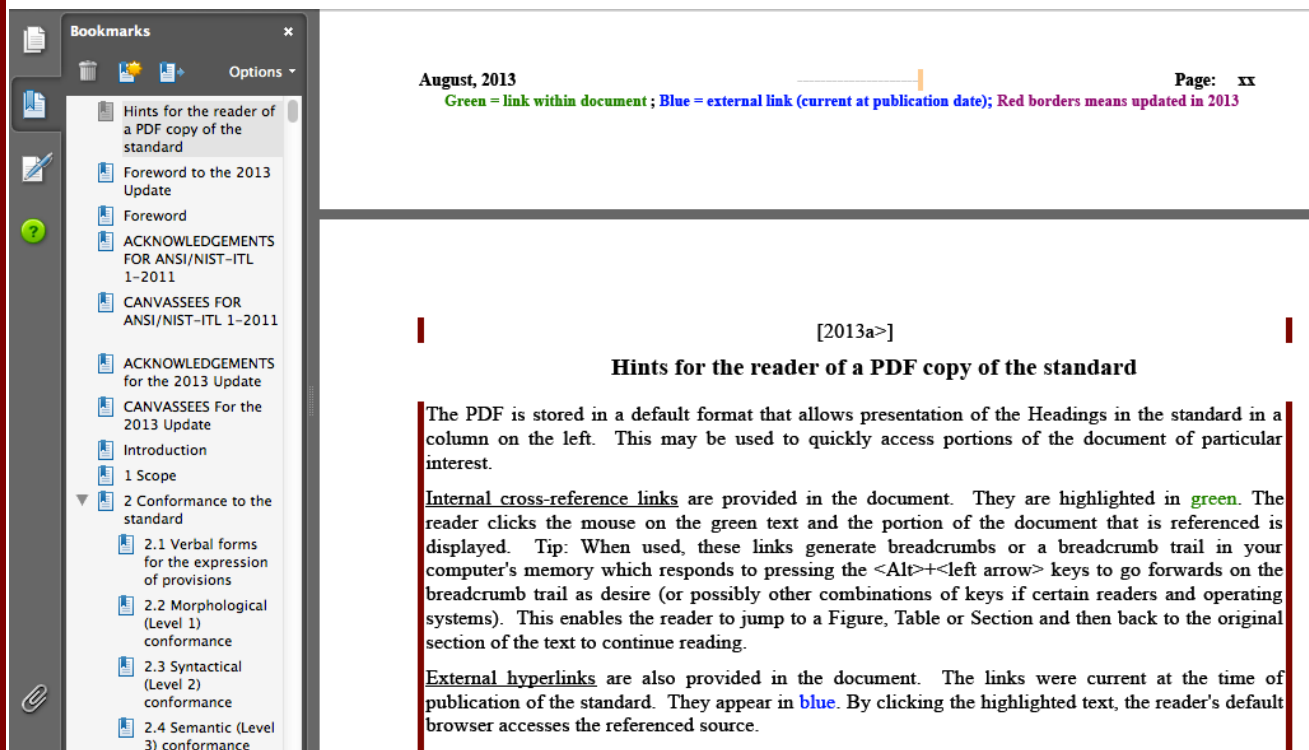 Bookmarks
×
Options
Hints for the reader of
a PDF copy of the
standard
Foreword to the 2013
Update
Foreword
ACKNOWLEDGEMENTS
FOR ANSI/NIST-ITL
1-2011
CANVASSEES FOR
ANSI/NIST-ITL 1-2011
ACKNOWLEDGEMENTS
for the 2013 Update
CANVASSEES For the
2013 Update
Introduction
1 Scope
2 Conformance to the
standard
2.1 Verbal forms
for the expression
of provisions
2.2 Morphological
(Level 1)
conformance
2.3 Syntactical
(Level 2)
conformance
2.4 Semantic (Level
3) conformance
August, 2013 Page: xx
Green = link within document ; Blue = external link (current at publication date); Red borders means updated in 2013
[2013a>]
Hints for the reader of a PDF copy of the standard
The PDF is stored in a default format that allows presentation of the Headings in the standard in a
column on the left. This may be used to quickly access portions of the document of particular
interest.
Internal cross-reference links are provided in the document. They are highlighted in green. The
reader clicks the mouse on the green text and the portion of the document that is referenced is
displayed. Tip: When used, these links generate breadcrumbs or a breadcrumb trail in your
computer's memory which responds to pressing the <Alt>+<left arrow> keys to go forwards on the
breadcrumb trail as desire (or possibly other combinations of keys if certain readers and operating
systems). This enables the reader to jump to a Figure, Table or Section and then back to the original
section of the text to continue reading.
External hyperlinks are also provided in the document. The links were current at the time of
publication of the standard. They appear in blue. By clicking the highlighted text, the reader's default
browser accesses the referenced source.